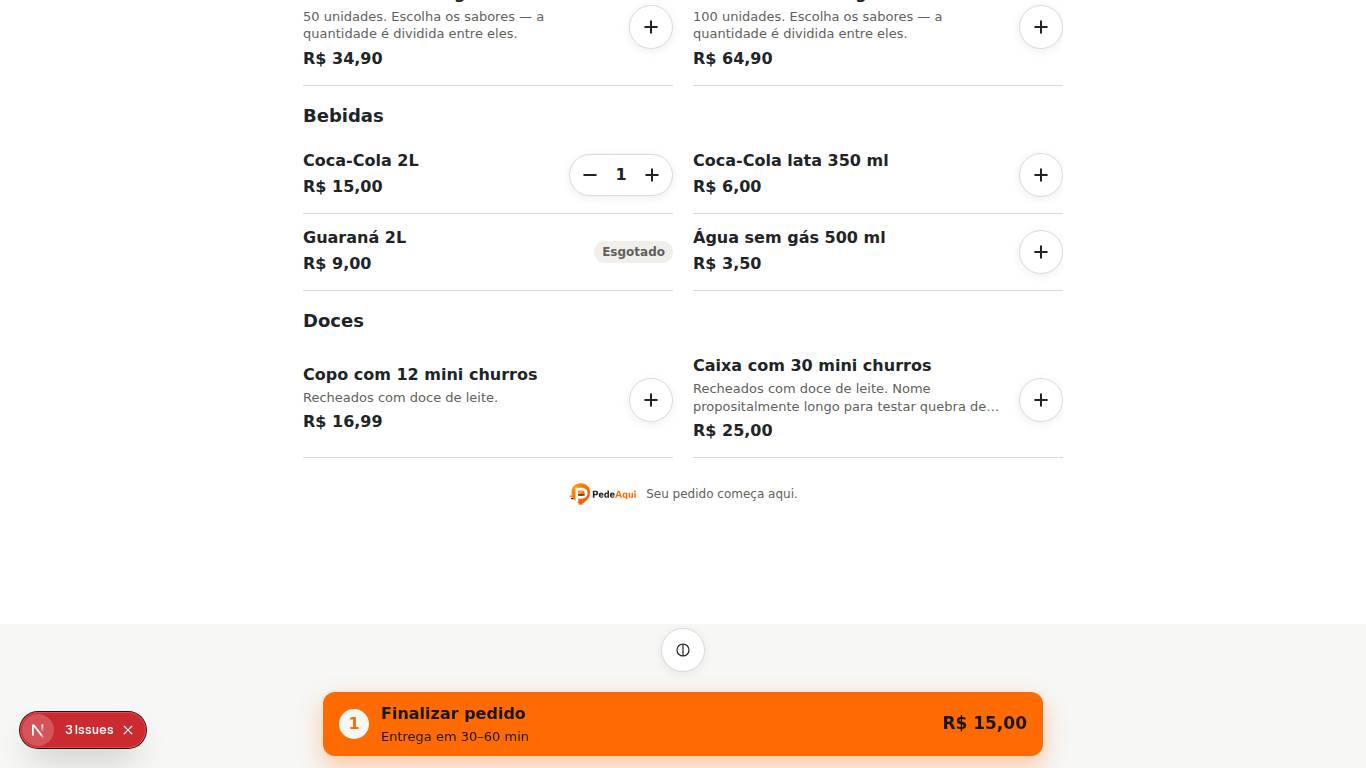 50 unidades. Escolha os sabores — a
quantidade é dividida entre eles.
R$ 34,90
100 unidades. Escolha os sabores — a
quantidade é dividida entre eles.
R$ 64,90
Bebidas
Coca-Cola 2L
R$ 15,00
1
Coca-Cola lata 350 ml
R$ 6,00
Guaraná 2L
R$ 9,00
Esgotado
Água sem gás 500 ml
R$ 3,50
Doces
Copo com 12 mini churros
Recheados com doce de leite.
R$ 16,99
Caixa com 30 mini churros
Recheados com doce de leite. Nome
propositalmente longo para testar quebra de…
R$ 25,00
PedeAqui Seu pedido começa aqui.
1
Finalizar pedido
Entrega em 30–60 min
R$ 15,00
N 3 Issues